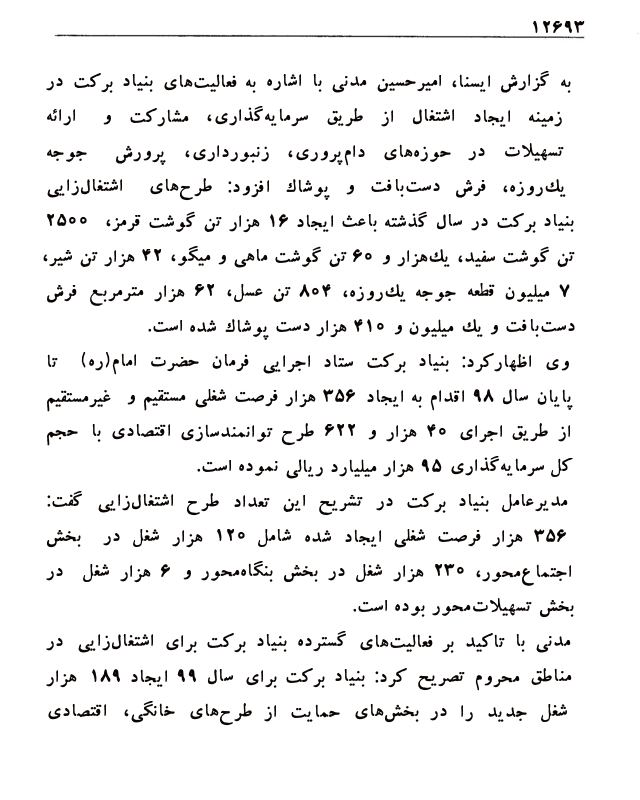 ۱۲۶۹۳
به گزارش ایسنا، امیرحسین مدنی با اشاره به فعالیت‌های بنیاد برکت در
زمینه ایجاد اشتغال از طریق سرمایه‌گذاری، مشارکت و ارائه
تسهیلات در حوزه‌های دام‌پروری، زنبورداری، پرورش جوجه
یك‌روزه، فرش دست‌بافت و پوشاك افزود: طرح‌های اشتغال‌زایی
بنیاد برکت در سال گذشته باعث ایجاد ۱۶ هزار تن گوشت قرمز، ۲۵۰۰
تن گوشت سفید، یك‌هزار و ۶۰ تن گوشت ماهی و میگو، ۴۲ هزار تن شیر،
۷ میلیون قطعه جوجه یك‌روزه، ۸۰۴ تن عسل، ۶۲ هزار مترمربع فرش
دست‌بافت و یك میلیون و ۴۱۰ هزار دست پوشاك شده است.
وی اظهارکرد: بنیاد برکت ستاد اجرایی فرمان حضرت امام(ره) تا
پایان سال ۹۸ اقدام به ایجاد ۳۵۶ هزار فرصت شغلی مستقیم و غیرمستقیم
از طریق اجرای ۴۰ هزار و ۶۲۲ طرح توانمندسازی اقتصادی با حجم
کل سرمایه‌گذاری ۹۵ هزار میلیارد ریالی نموده است.
مدیرعامل بنیاد برکت در تشریح این تعداد طرح اشتغال‌زایی گفت:
۳۵۶ هزار فرصت شغلی ایجاد شده شامل ۱۲۰ هزار شغل در بخش
اجتماع‌محور، ۲۳۰ هزار شغل در بخش بنگاه‌محور و ۶ هزار شغل در
بخش تسهیلات‌محور بوده است.
مدنی با تاکید بر فعالیت‌های گسترده بنیاد برکت برای اشتغال‌زایی در
مناطق محروم تصریح کرد: بنیاد برکت برای سال ۹۹ ایجاد ۱۸۹ هزار
شغل جدید را در بخش‌های حمایت از طرح‌های خانگی، اقتصادی